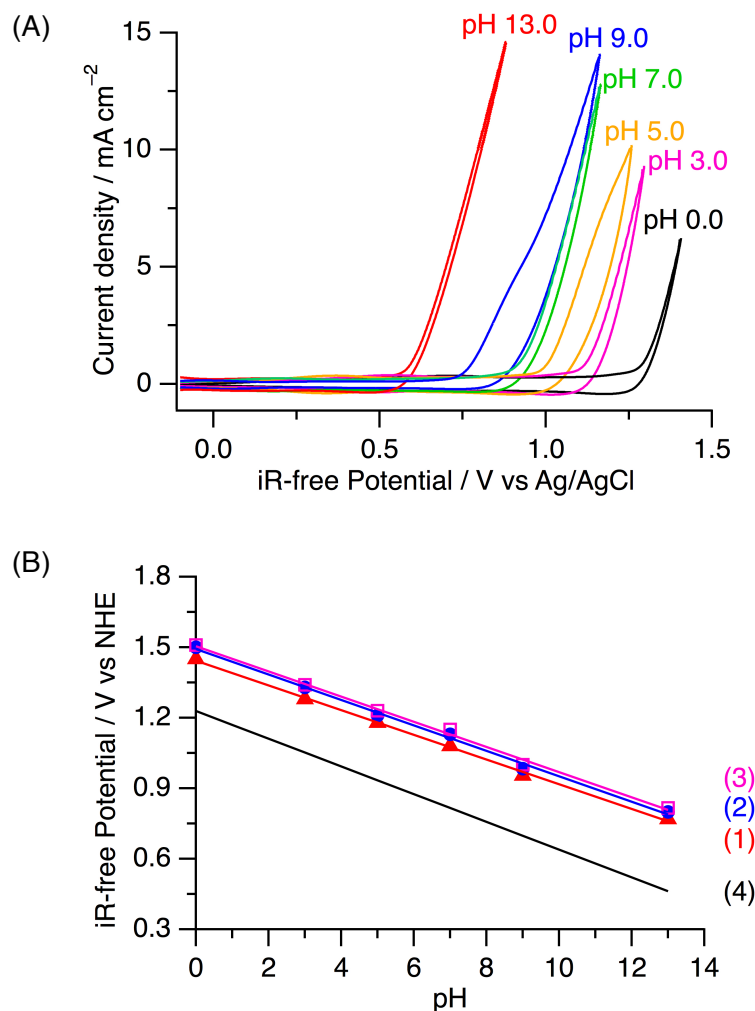 (A)
15
10
5
0
Current density / mA cm⁻²
pH 13.0
pH 9.0
pH 7.0
pH 5.0
pH 3.0
pH 0.0
0.0 0.5 1.0 1.5
iR-free Potential / V vs Ag/AgCl
(B)
1.8
1.5
1.2
0.9
0.6
0.3
iR-free Potential / V vs NHE
(3)
(2)
(1)
(4)
0 2 4 6 8 10 12 14
pH